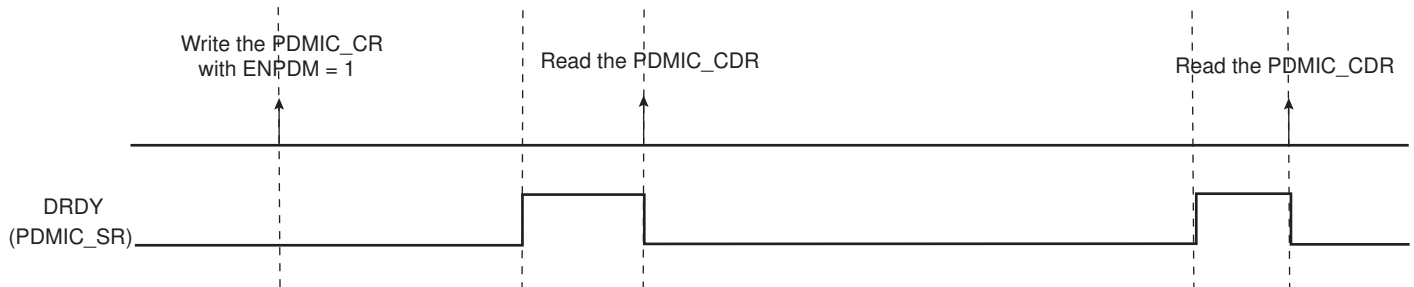 Write the PDMIC_CR
with ENPDM = 1
Read the PDMIC_CDR
Read the PDMIC_CDR
DRDY
(PDMIC_SR)